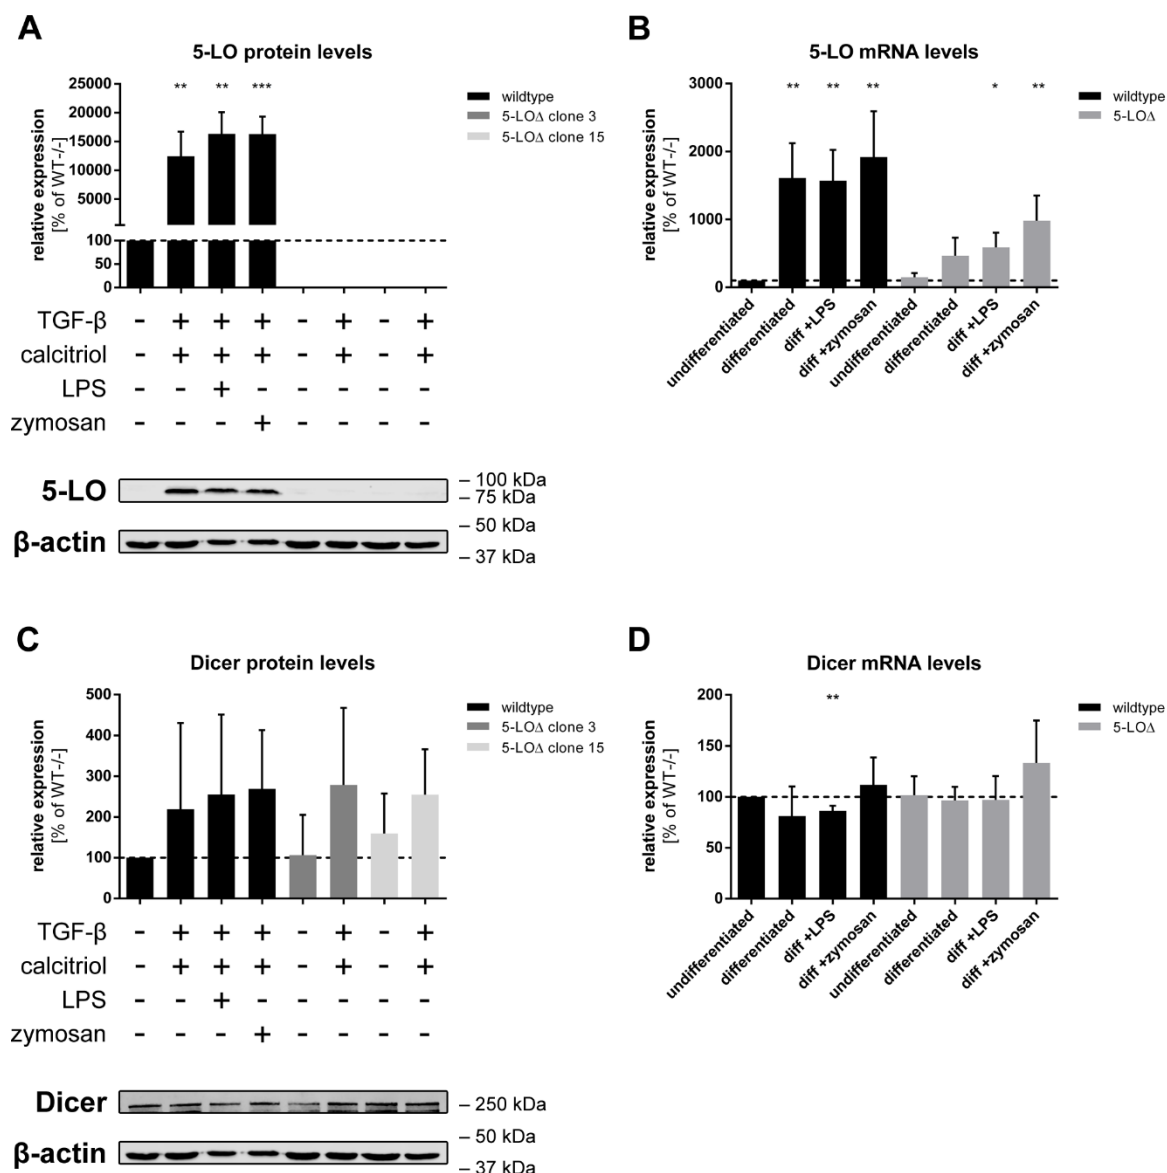 A
5-LO protein levels
relative expression
[% of WT-/-]
25000
20000
15000
10000
5000
100
50
0
** ** ***
wildtype
5-LOΔ clone 3
5-LOΔ clone 15
TGF-β - + + + - + - +
calcitriol - + + + - + - +
LPS - - + - - - - -
zymosan - - - + - - - -
5-LO
– 100 kDa
– 75 kDa
β-actin
– 50 kDa
– 37 kDa
B
5-LO mRNA levels
relative expression
[% of WT-/-]
3000
2000
1000
0
** ** ** * **
wildtype
5-LOΔ
undifferentiated
differentiated
diff +LPS
diff +zymosan
undifferentiated
differentiated
diff +LPS
diff +zymosan
C
Dicer protein levels
relative expression
[% of WT-/-]
500
400
300
200
100
0
wildtype
5-LOΔ clone 3
5-LOΔ clone 15
TGF-β - + + + - + - +
calcitriol - + + + - + - +
LPS - - + - - - - -
zymosan - - - + - - - -
Dicer
– 250 kDa
β-actin
– 50 kDa
– 37 kDa
D
Dicer mRNA levels
relative expression
[% of WT-/-]
200
150
100
50
0
**
wildtype
5-LOΔ
undifferentiated
differentiated
diff +LPS
diff +zymosan
undifferentiated
differentiated
diff +LPS
diff +zymosan